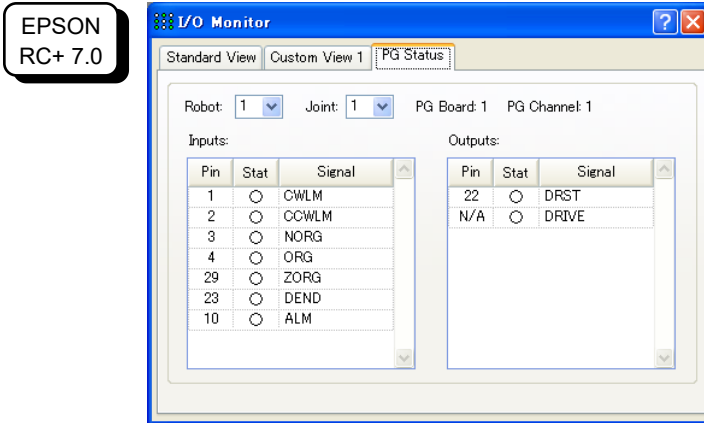 EPSON
RC+ 7.0
I/O Monitor
Standard View Custom View 1 PG Status
Robot: 1 Joint: 1 PG Board: 1 PG Channel: 1
Inputs: Outputs:
Pin Stat Signal Pin Stat Signal
1 CWLM 22 DRST
2 CCWLM N/A DRIVE
3 NORG
4 ORG
29 ZORG
23 DEND
10 ALM